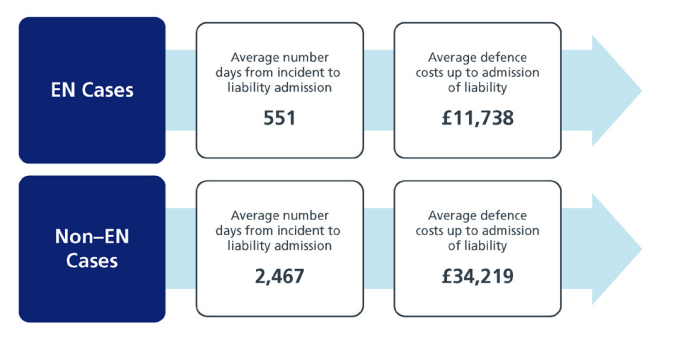 EN Cases
Average number
days from incident to
liability admission
551
Average defence
costs up to admission
of liability
£11,738
Non–EN
Cases
Average number
days from incident to
liability admission
2,467
Average defence
costs up to admission
of liability
£34,219